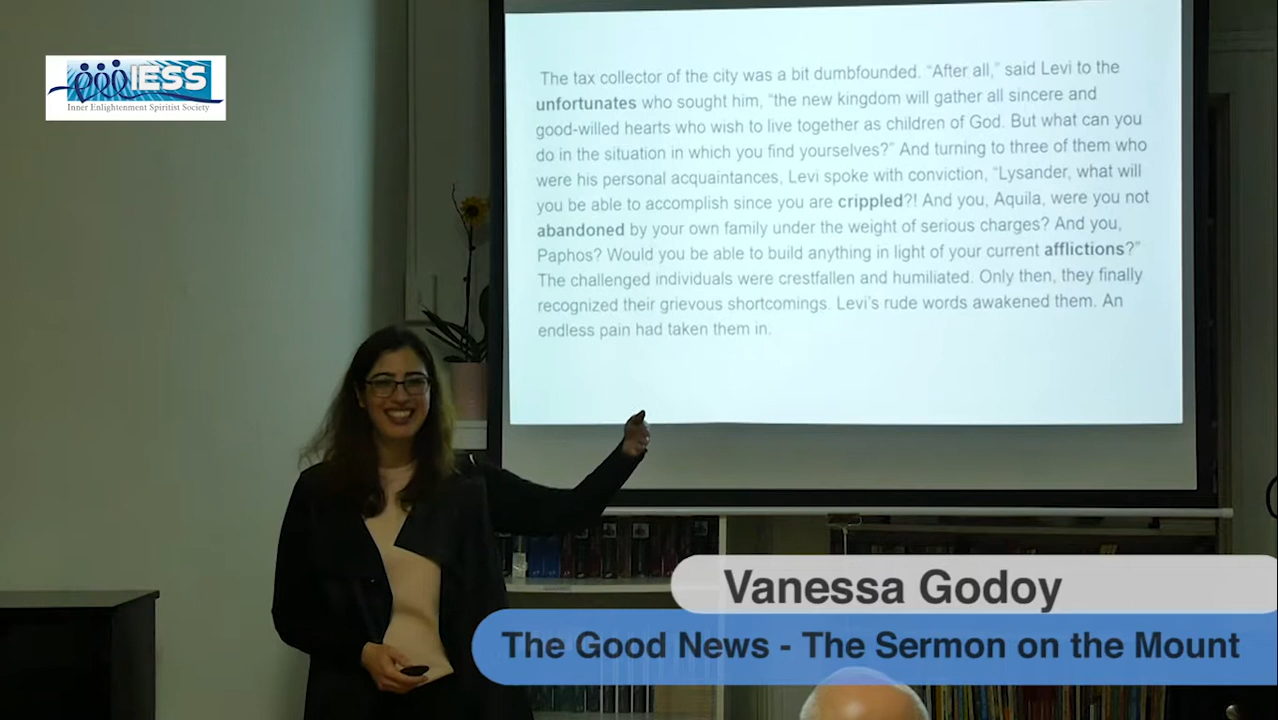 IESS
Inner Enlightenment Spiritist Society
The tax collector of the city was a bit dumbfounded. “After all,” said Levi to the
unfortunates who sought him, “the new kingdom will gather all sincere and
good-willed hearts who wish to live together as children of God. But what can you
do in the situation in which you find yourselves?” And turning to three of them who
were his personal acquaintances, Levi spoke with conviction, “Lysander, what will
you be able to accomplish since you are crippled?! And you, Aquila, were you not
abandoned by your own family under the weight of serious charges? And you,
Paphos? Would you be able to build anything in light of your current afflictions?”
The challenged individuals were crestfallen and humiliated. Only then, they finally
recognized their grievous shortcomings. Levi’s rude words awakened them. An
endless pain had taken them in.
Vanessa Godoy
The Good News - The Sermon on the Mount